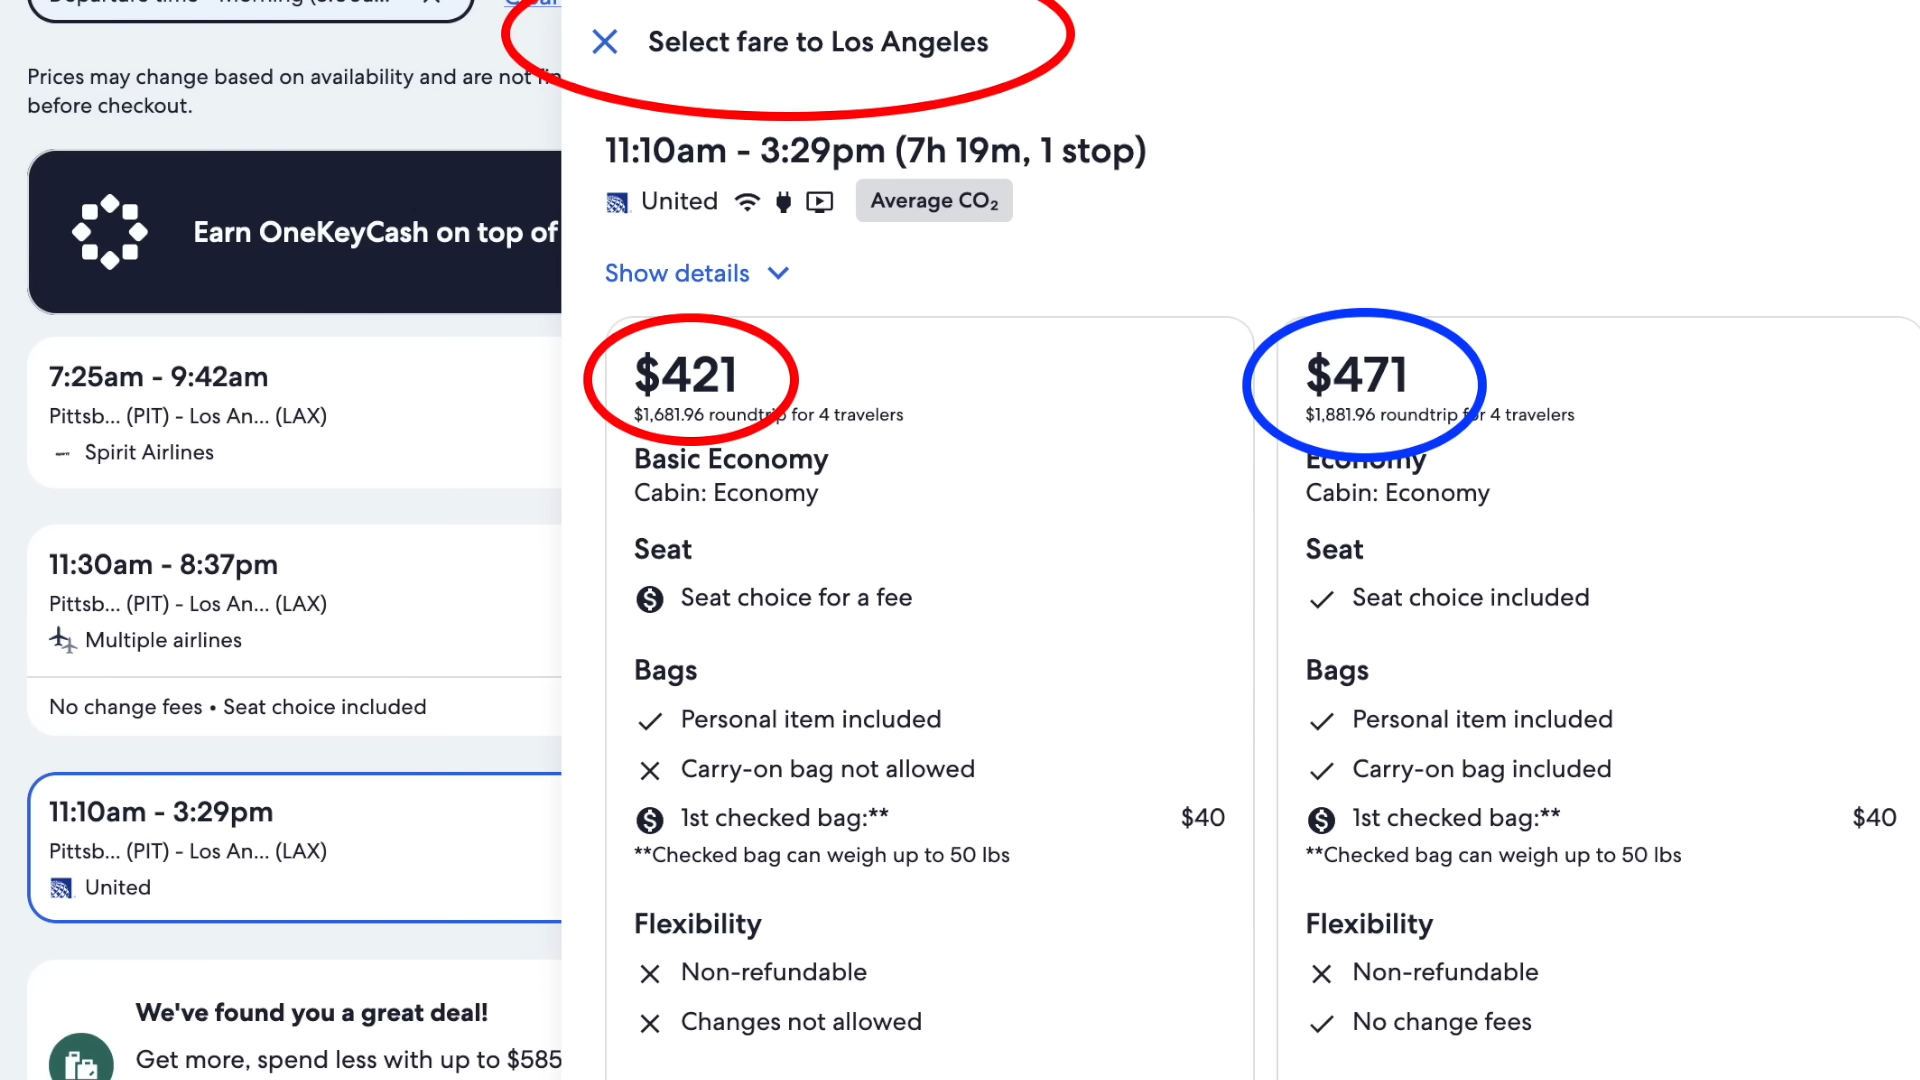 Prices may change based on availability and are not
before checkout.
Earn OneKeyCash on top of
7:25am - 9:42am
Pittsb... (PIT) - Los An... (LAX)
Spirit Airlines
11:30am - 8:37pm
Pittsb... (PIT) - Los An... (LAX)
Multiple airlines
No change fees • Seat choice included
11:10am - 3:29pm
Pittsb... (PIT) - Los An... (LAX)
United
We've found you a great deal!
Get more, spend less with up to $585
Select fare to Los Angeles
11:10am - 3:29pm (7h 19m, 1 stop)
United
Average CO₂
Show details
$421
$1,681.96 roundtrip for 4 travelers
Basic Economy
Cabin: Economy
Seat
Seat choice for a fee
Bags
Personal item included
Carry-on bag not allowed
1st checked bag:** $40
**Checked bag can weigh up to 50 lbs
Flexibility
Non-refundable
Changes not allowed
$471
$1,881.96 roundtrip for 4 travelers
Economy
Cabin: Economy
Seat
Seat choice included
Bags
Personal item included
Carry-on bag included
1st checked bag:** $40
**Checked bag can weigh up to 50 lbs
Flexibility
Non-refundable
No change fees